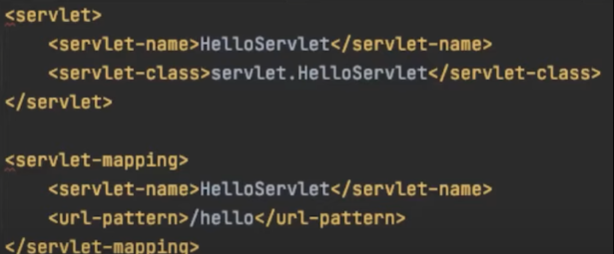 <servlet>
    <servlet-name>HelloServlet</servlet-name>
    <servlet-class>servlet.HelloServlet</servlet-class>
</servlet>

<servlet-mapping>
    <servlet-name>HelloServlet</servlet-name>
    <url-pattern>/hello</url-pattern>
</servlet-mapping>